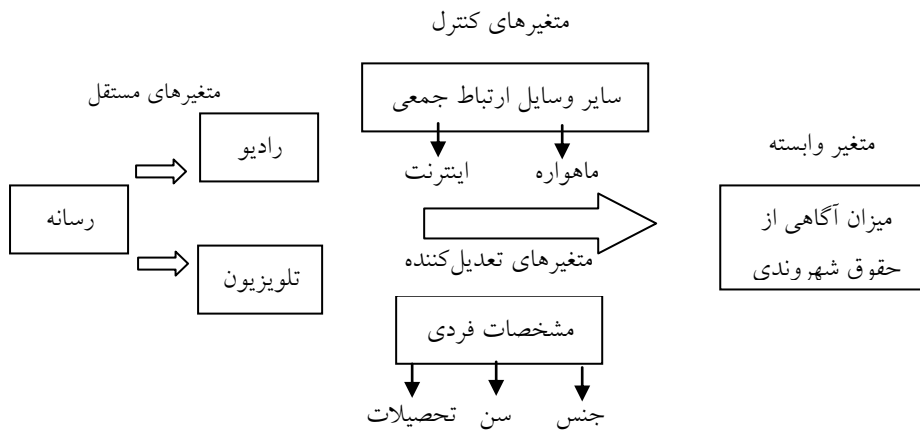 متغیرهای کنترل
سایر وسایل ارتباط جمعی
متغیرهای مستقل
رادیو
متغیر وابسته
ماهواره
اینترنت
رسانه
میزان آگاهی از
حقوق شهروندی
متغیرهای تعدیل‌کننده
تلویزیون
مشخصات فردی
جنس
سن
تحصیلات